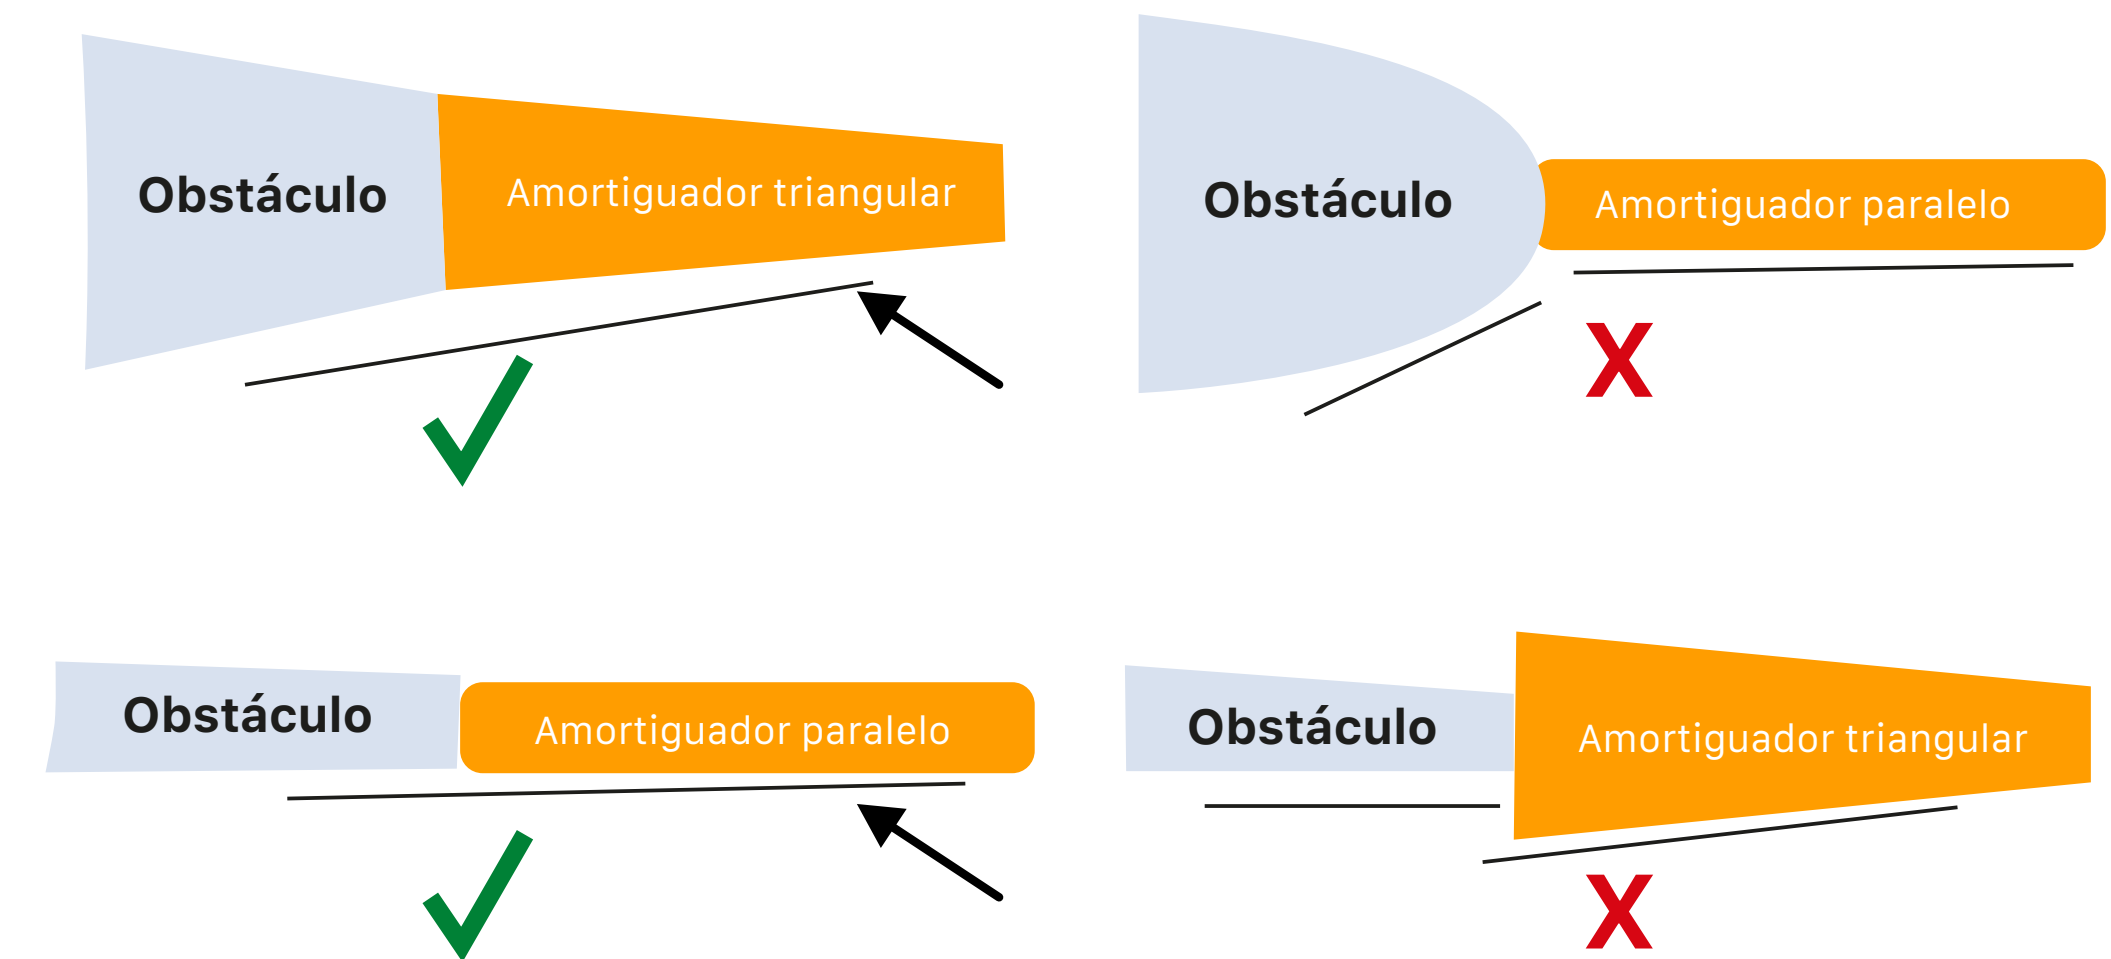 Obstáculo
Amortiguador triangular
Obstáculo
Amortiguador paralelo
X
Obstáculo
Amortiguador paralelo
Obstáculo
Amortiguador triangular
X